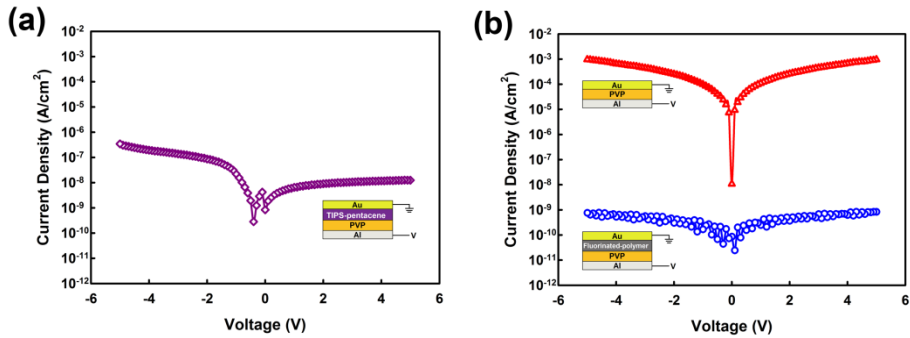 (a)
Current Density (A/cm²)
10⁻²
10⁻³
10⁻⁴
10⁻⁵
10⁻⁶
10⁻⁷
10⁻⁸
10⁻⁹
10⁻¹⁰
10⁻¹¹
10⁻¹²
Au
TIPS-pentacene
PVP
Al
V
-6 -4 -2 0 2 4 6
Voltage (V)
(b)
Current Density (A/cm²)
10⁻²
10⁻³
10⁻⁴
10⁻⁵
10⁻⁶
10⁻⁷
10⁻⁸
10⁻⁹
10⁻¹⁰
10⁻¹¹
10⁻¹²
Au
PVP
Al
V
Au
Fluorinated-polymer
PVP
Al
V
-6 -4 -2 0 2 4 6
Voltage (V)